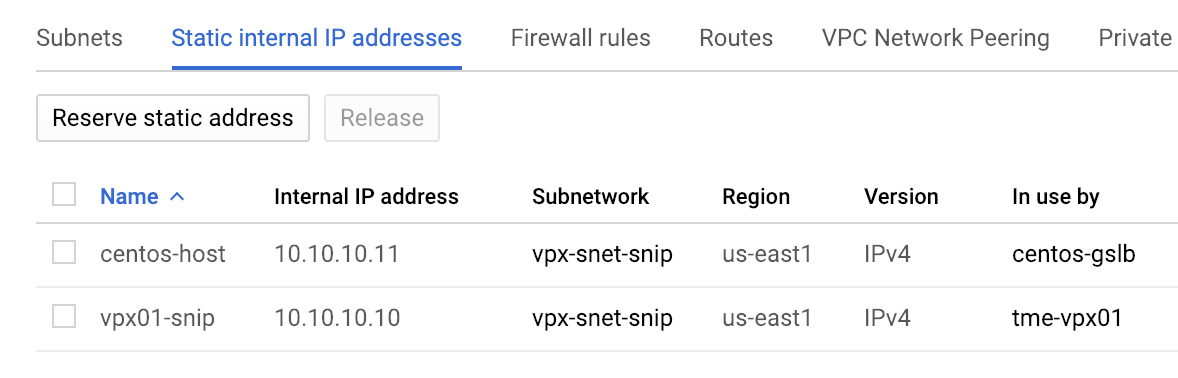 Subnets Static internal IP addresses Firewall rules Routes VPC Network Peering Private
Reserve static address Release
Name Internal IP address Subnetwork Region Version In use by
centos-host 10.10.10.11 vpx-snet-snip us-east1 IPv4 centos-gslb
vpx01-snip 10.10.10.10 vpx-snet-snip us-east1 IPv4 tme-vpx01